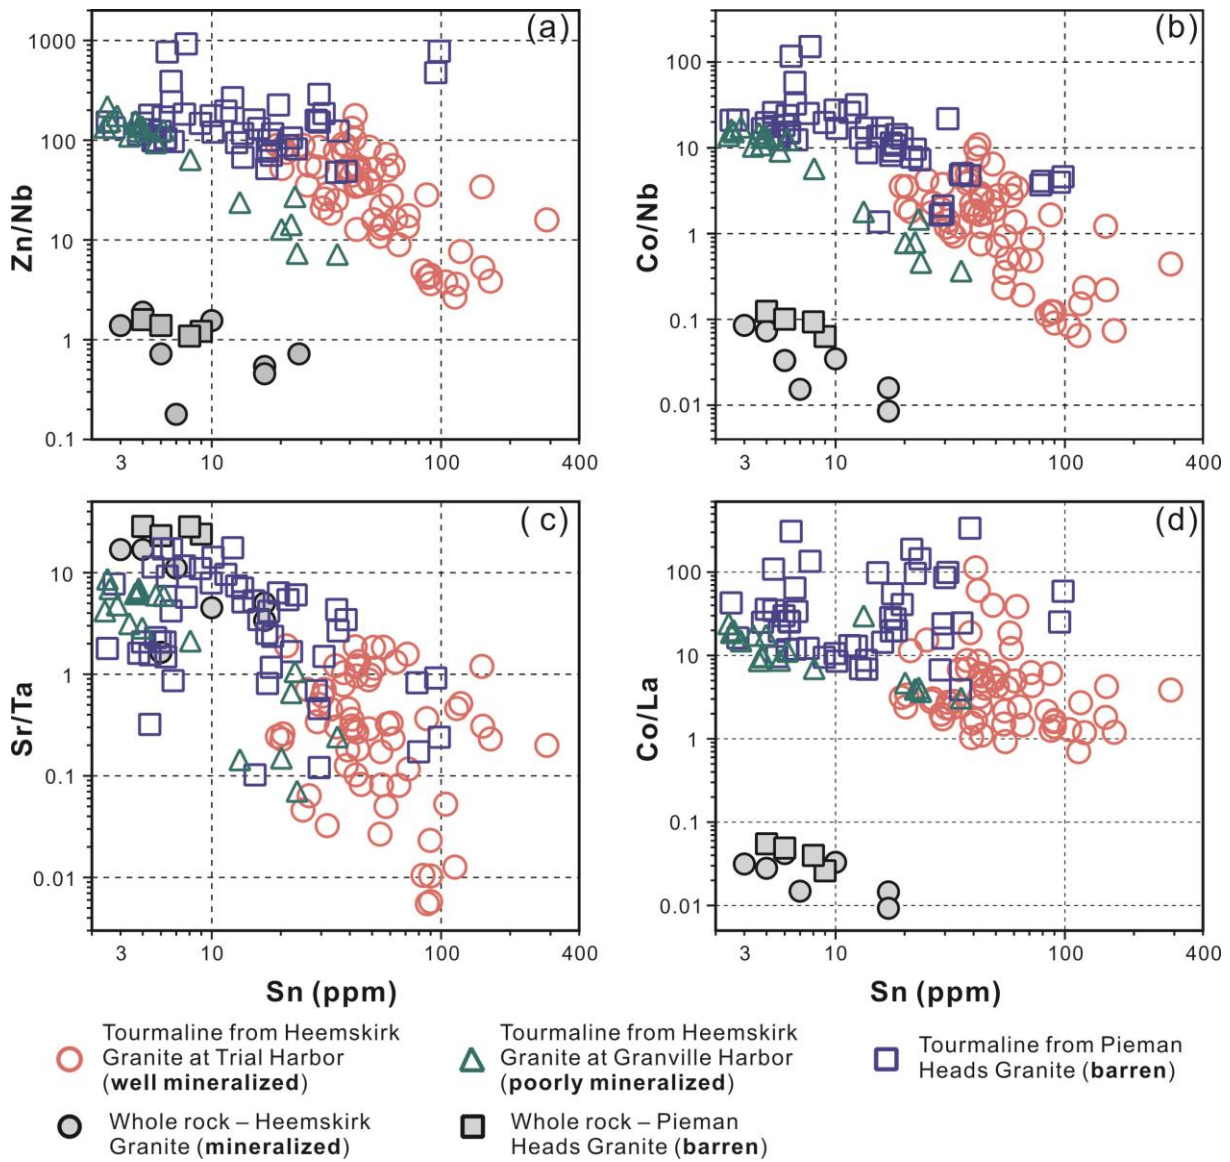 (a)
1000
100
10
1
0.1
Zn/Nb
3
10
100
400
(b)
100
10
1
0.1
0.01
Co/Nb
3
10
100
400
(c)
10
1
0.1
0.01
Sr/Ta
3
10
100
400
Sn (ppm)
(d)
100
10
1
0.1
0.01
Co/La
3
10
100
400
Sn (ppm)
Tourmaline from Heemskirk
Granite at Trial Harbor
(well mineralized)
Tourmaline from Heemskirk
Granite at Granville Harbor
(poorly mineralized)
Tourmaline from Pieman
Heads Granite (barren)
Whole rock – Heemskirk
Granite (mineralized)
Whole rock – Pieman
Heads Granite (barren)